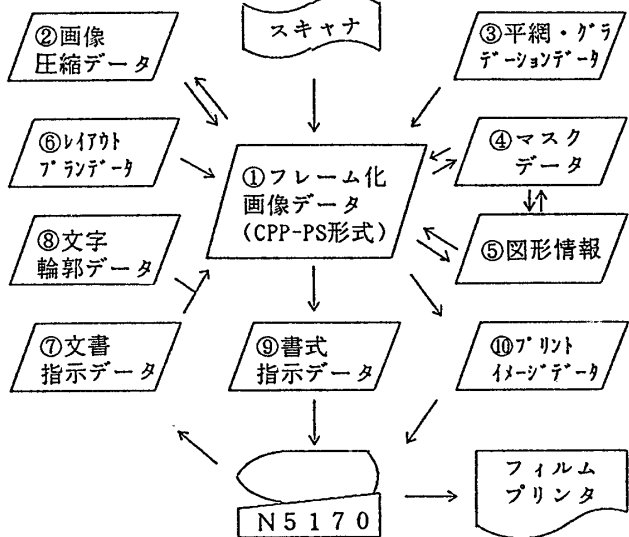 ②画像
圧縮データ
スキャナ
③平網・グラ
デーションデータ
⑥レイアウト
プランデータ
①フレーム化
画像データ
(CPP-PS形式)
④マスク
データ
⑧文字
輪郭データ
⑤図形情報
⑦文書
指示データ
⑨書式
指示データ
⑩プリント
イメージデータ
N5170
フィルム
プリンタ